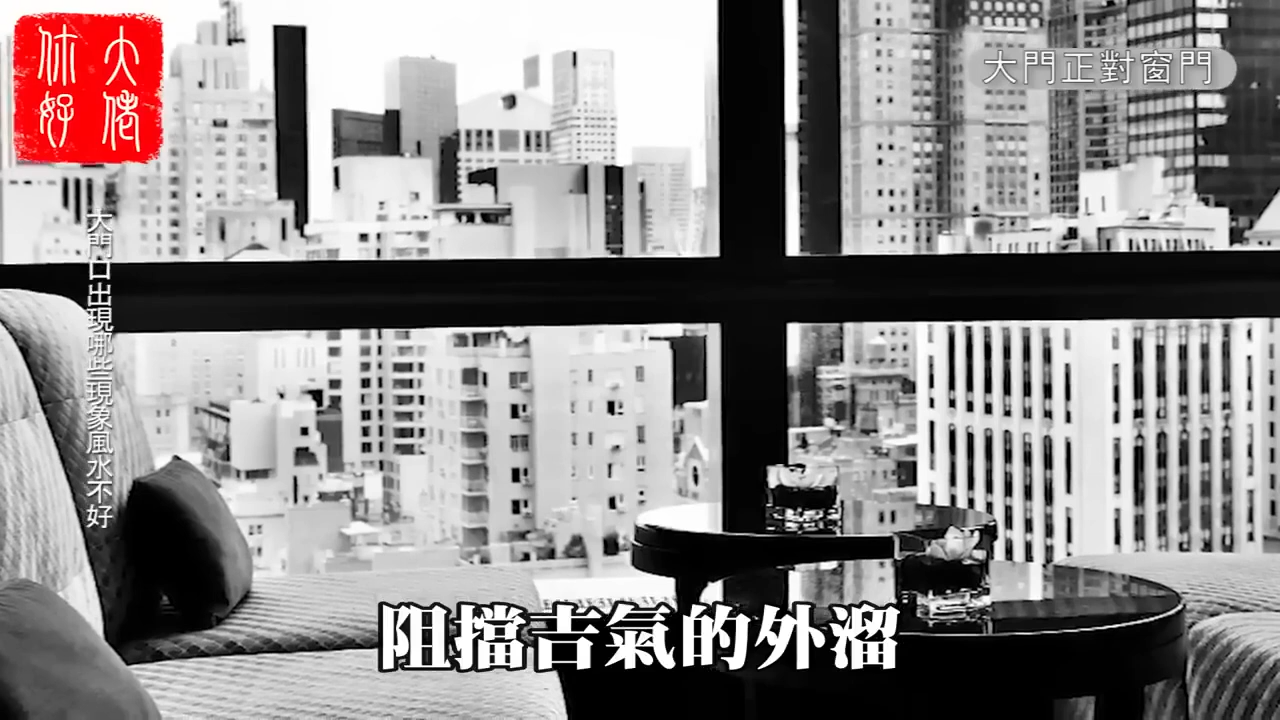 大佬
休好
大門正對窗門
大門口出現哪些現象風水不好
阻擋吉氣的外溜